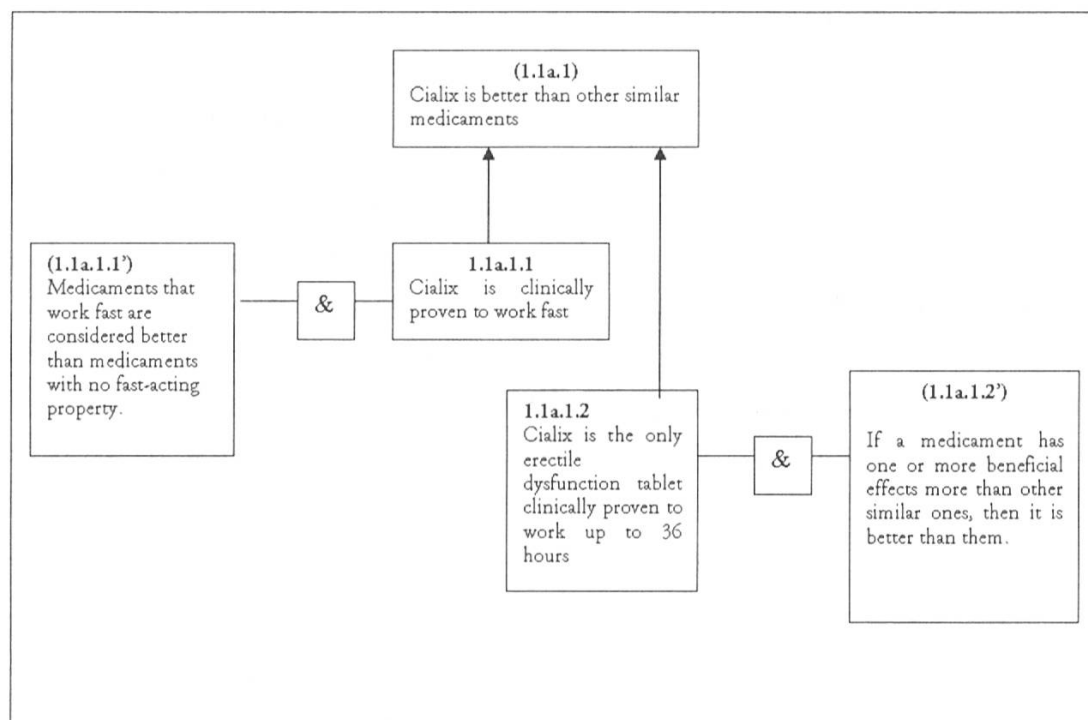 (1.1a.1)
Cialix is better than other similar
medicaments
(1.1a.1.1’)
Medicaments that
work fast are
considered better
than medicaments
with no fast-acting
property.
&
1.1a.1.1
Cialix is clinically
proven to work fast
1.1a.1.2
Cialix is the only
erectile
dysfunction tablet
clinically proven to
work up to 36
hours
&
(1.1a.1.2’)
If a medicament has
one or more beneficial
effects more than other
similar ones, then it is
better than them.